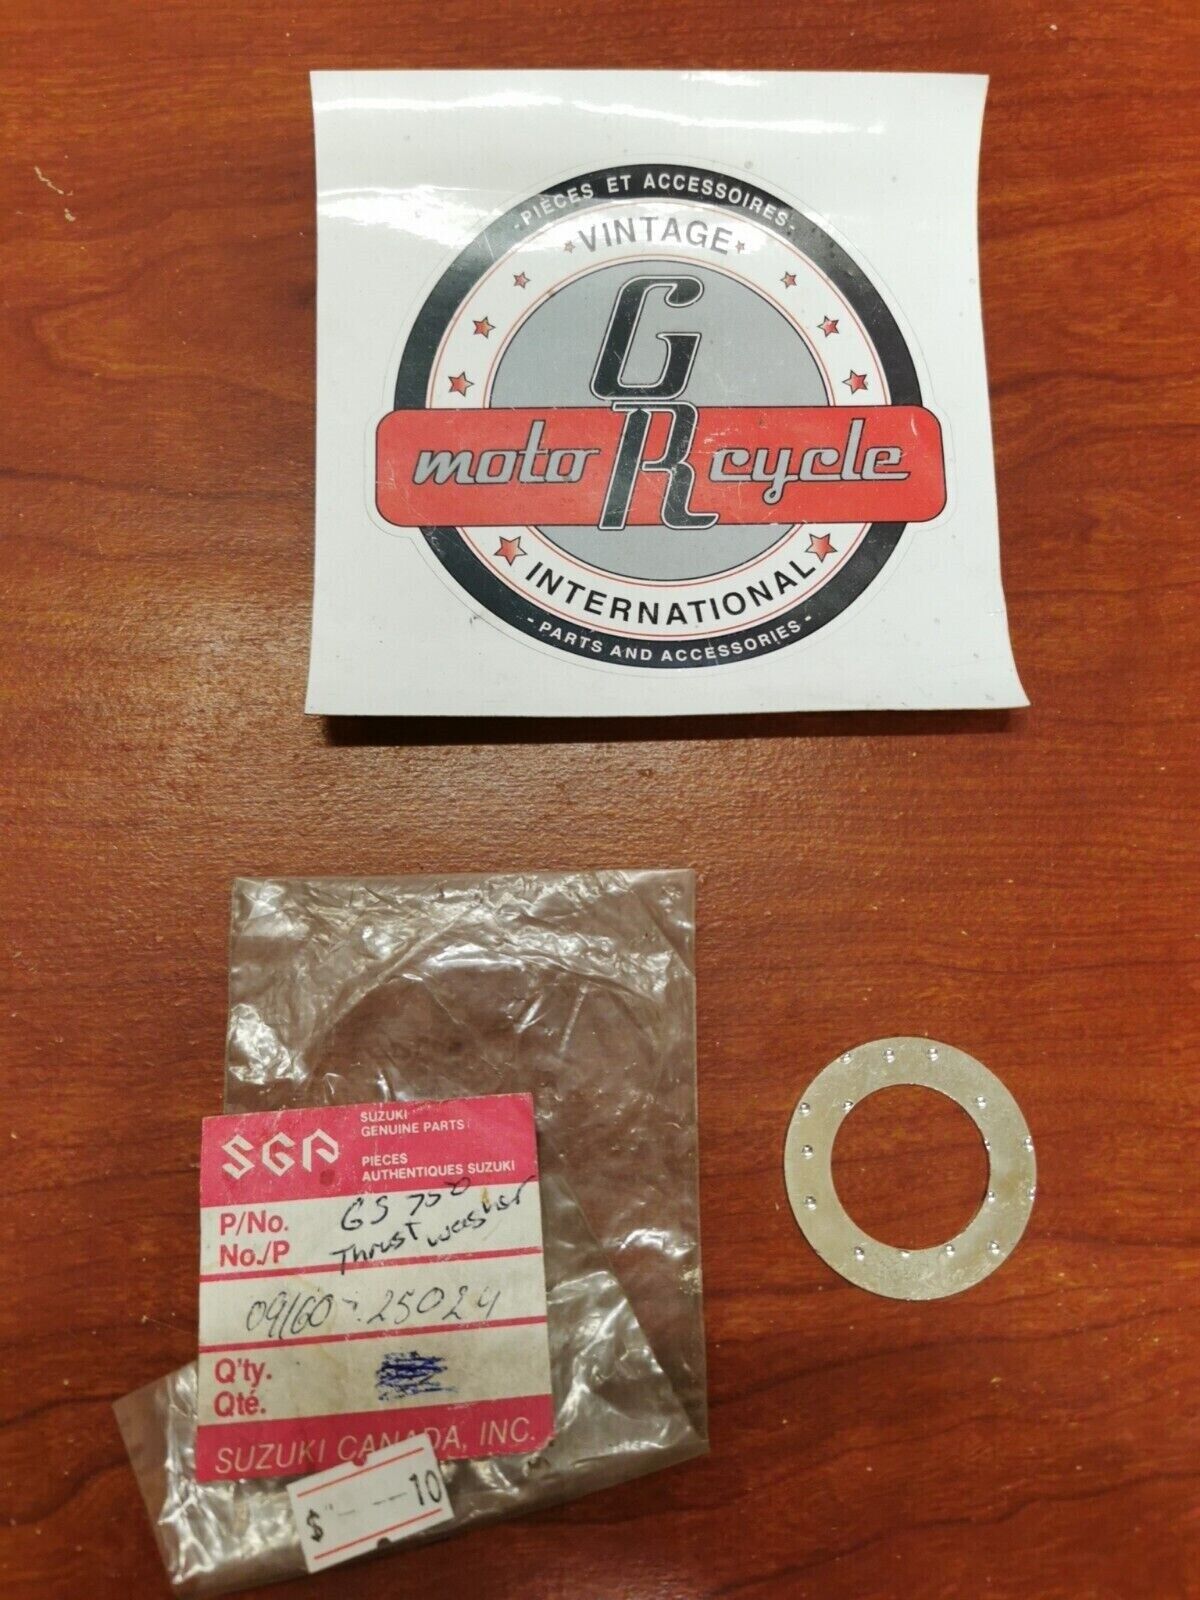 PIÈCES ET ACCESSOIRES
VINTAGE
GR
moto cycle
INTERNATIONAL
- PARTS AND ACCESSORIES -
SGP
SUZUKI
GENUINE PARTS
PIÈCES
AUTHENTIQUES SUZUKI
P/No.
No./P
GS 750
Thrust washer
09160-25024
Q'ty.
Qté.
SUZUKI CANADA, INC.
$ 10